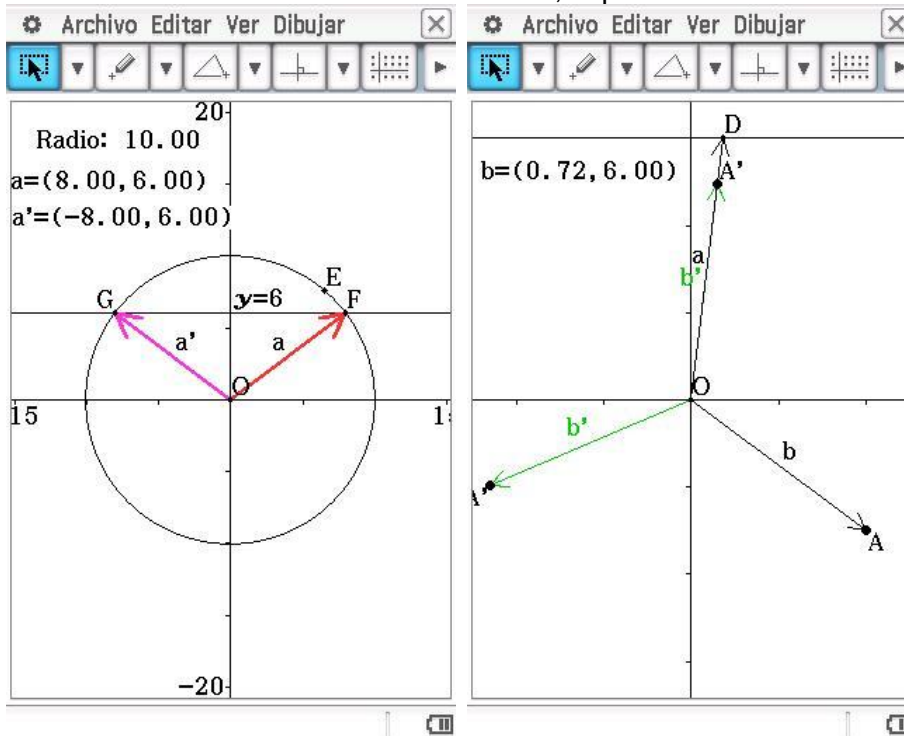 Archivo Editar Ver Dibujar
20
Radio: 10.00
a=(8.00,6.00)
a'=(-8.00,6.00)
E
G
y=6
F
a'
a
O
15
-20
Archivo Editar Ver Dibujar
D
b=(0.72,6.00)
A'
a
b'
O
b'
b
A'
A